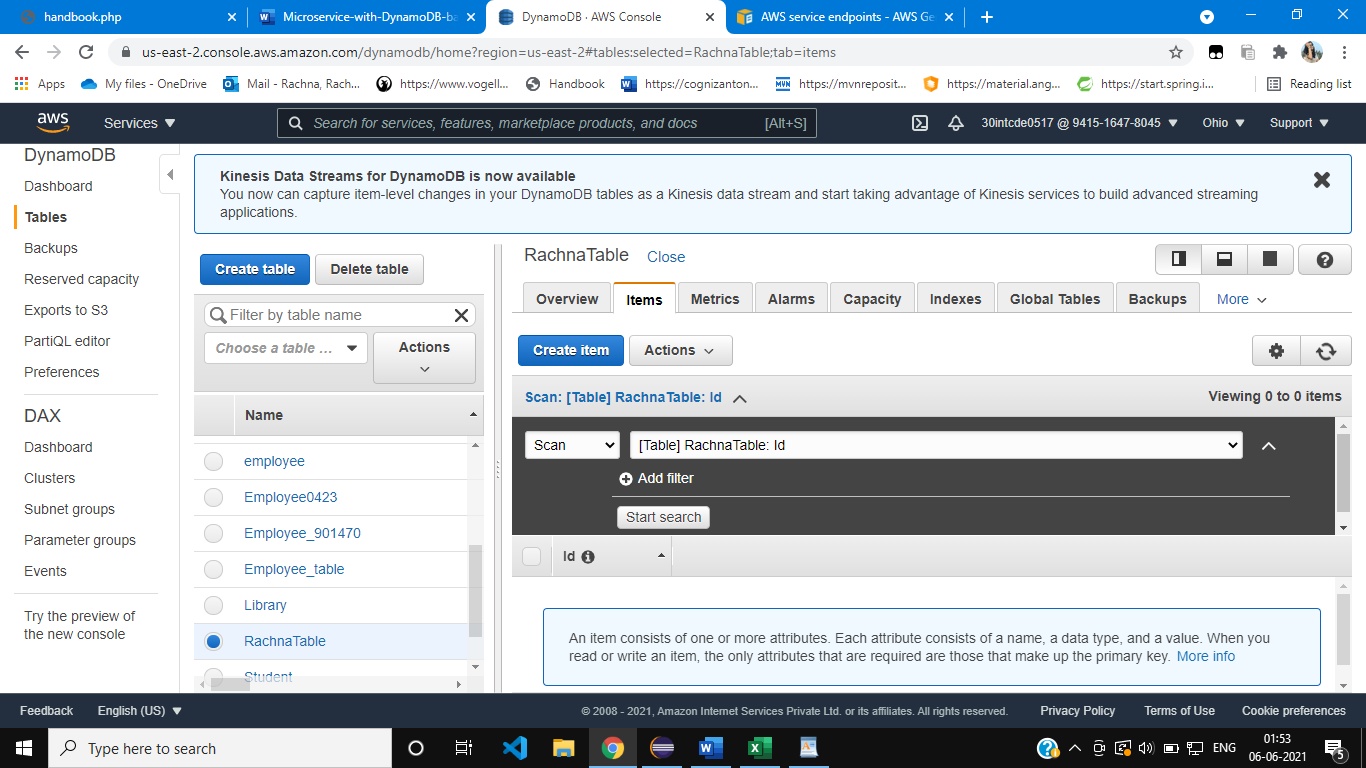 handbook.php
Microservice-with-DynamoDB-ba
DynamoDB · AWS Console
AWS service endpoints - AWS Ge
us-east-2.console.aws.amazon.com/dynamodb/home?region=us-east-2#tables:selected=RachnaTable;tab=items
Apps
My files - OneDrive
Mail - Rachna, Rach...
https://www.vogell...
Handbook
https://cognizanton...
MVN
https://mvnreposit...
https://material.ang...
https://start.spring.i...
Reading list
aws
Services
Search for services, features, marketplace products, and docs
[Alt+S]
30intcde0517 @ 9415-1647-8045
Ohio
Support
DynamoDB
Dashboard
Tables
Backups
Reserved capacity
Exports to S3
PartiQL editor
Preferences
DAX
Dashboard
Clusters
Subnet groups
Parameter groups
Events
Try the preview of
the new console
Kinesis Data Streams for DynamoDB is now available
You now can capture item-level changes in your DynamoDB tables as a Kinesis data stream and start taking advantage of Kinesis services to build advanced streaming
applications.
Create table
Delete table
Filter by table name
Choose a table ...
Actions
Name
employee
Employee0423
Employee_901470
Employee_table
Library
RachnaTable
Student
RachnaTable
Close
Overview
Items
Metrics
Alarms
Capacity
Indexes
Global Tables
Backups
More
Create item
Actions
Scan: [Table] RachnaTable: Id
Viewing 0 to 0 items
Scan
[Table] RachnaTable: Id
Add filter
Start search
Id
An item consists of one or more attributes. Each attribute consists of a name, a data type, and a value. When you
read or write an item, the only attributes that are required are those that make up the primary key. More info
Feedback
English (US)
© 2008 - 2021, Amazon Internet Services Private Ltd. or its affiliates. All rights reserved.
Privacy Policy
Terms of Use
Cookie preferences
Type here to search
ENG
01:53
06-06-2021
5